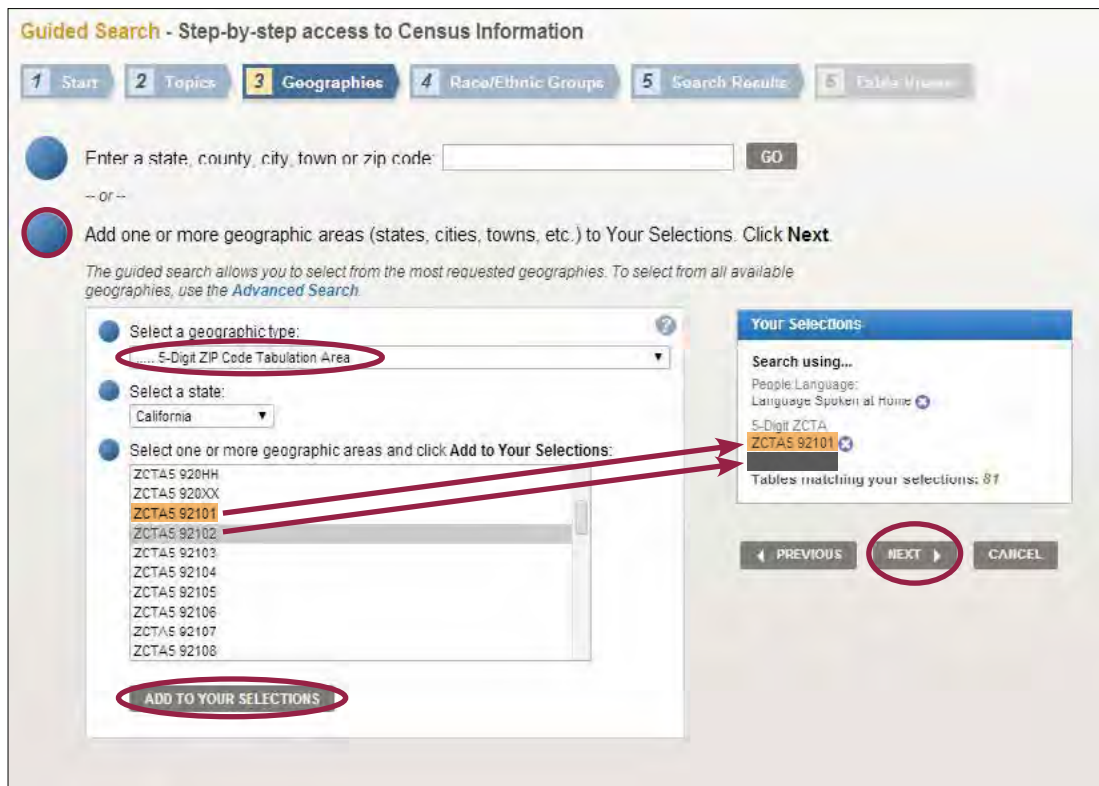 Guided Search - Step-by-step access to Census Information
1 Start 2 Topics 3 Geographies 4 Race/Ethnic Groups 5 Search Results 6 Table Viewer
Enter a state, county, city, town or zip code: GO
-- or --
Add one or more geographic areas (states, cities, towns, etc.) to Your Selections. Click Next.
The guided search allows you to select from the most requested geographies. To select from all available
geographies, use the Advanced Search.
Select a geographic type:
..... 5-Digit ZIP Code Tabulation Area
Select a state:
California
Select one or more geographic areas and click Add to Your Selections:
ZCTA5 920HH
ZCTA5 920XX
ZCTA5 92101
ZCTA5 92102
ZCTA5 92103
ZCTA5 92104
ZCTA5 92105
ZCTA5 92106
ZCTA5 92107
ZCTA5 92108
ADD TO YOUR SELECTIONS
Your Selections
Search using...
People:Language:
Language Spoken at Home
5-Digit ZCTA
ZCTA5 92101
Tables matching your selections: 81
PREVIOUS NEXT CANCEL